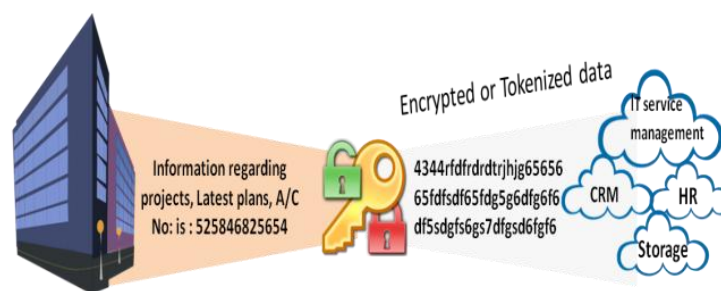 Information regarding
projects, Latest plans, A/C
No: is : 525846825654
Encrypted or Tokenized data
4344rfdfrdrdtrjhjg65656
65fdfsdf65fdg5g6dfg6f6
df5sdgfs6gs7dfgsd6fgf6
IT service
management
CRM
HR
Storage